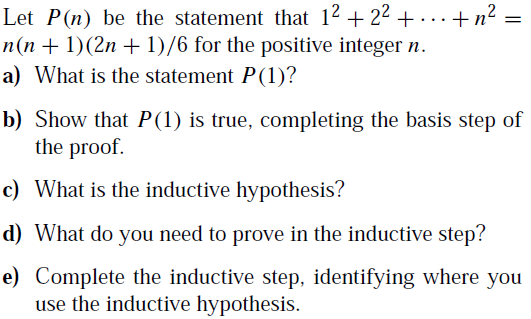 Let P(n) be the statement that 1² + 2² + · · · + n² =
n(n + 1)(2n + 1)/6 for the positive integer n.
a) What is the statement P(1)?
b) Show that P(1) is true, completing the basis step of
the proof.
c) What is the inductive hypothesis?
d) What do you need to prove in the inductive step?
e) Complete the inductive step, identifying where you
use the inductive hypothesis.